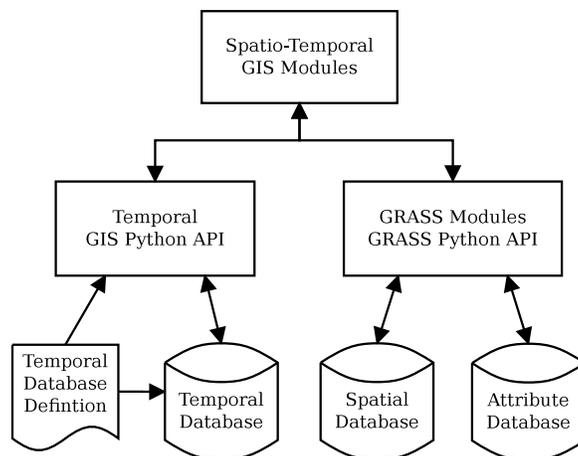 Spatio-Temporal
GIS Modules
Temporal
GIS Python API
GRASS Modules
GRASS Python API
Temporal
Database
Defintion
Temporal
Database
Spatial
Database
Attribute
Database